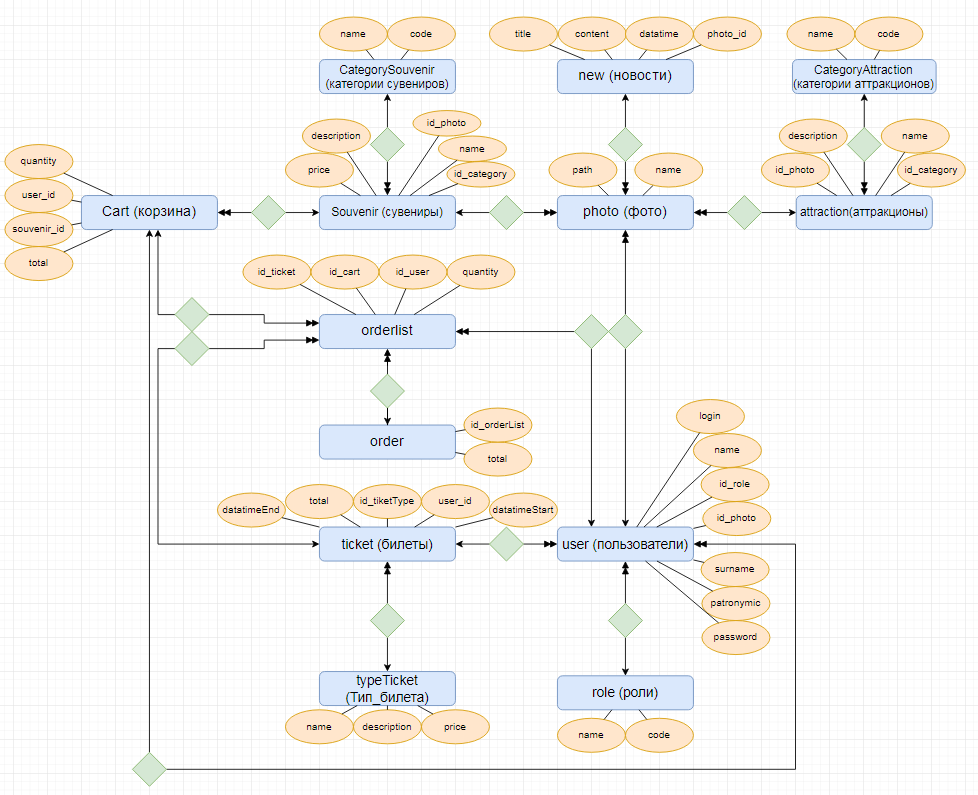 name
code
title
content
datatime
photo_id
name
code
CategorySouvenir
(категории сувениров)
new (новости)
CategoryAttraction
(категории аттракционов)
id_photo
description
name
price
id_category
path
name
description
name
id_photo
id_category
quantity
user_id
souvenir_id
total
Cart (корзина)
Souvenir (сувениры)
photo (фото)
attraction(аттракционы)
id_ticket
id_cart
id_user
quantity
orderlist
order
id_orderList
total
login
name
id_role
id_photo
datatimeEnd
total
id_tiketType
user_id
datatimeStart
ticket (билеты)
user (пользователи)
surname
patronymic
password
typeTicket
(Тип_билета)
role (роли)
name
description
price
name
code